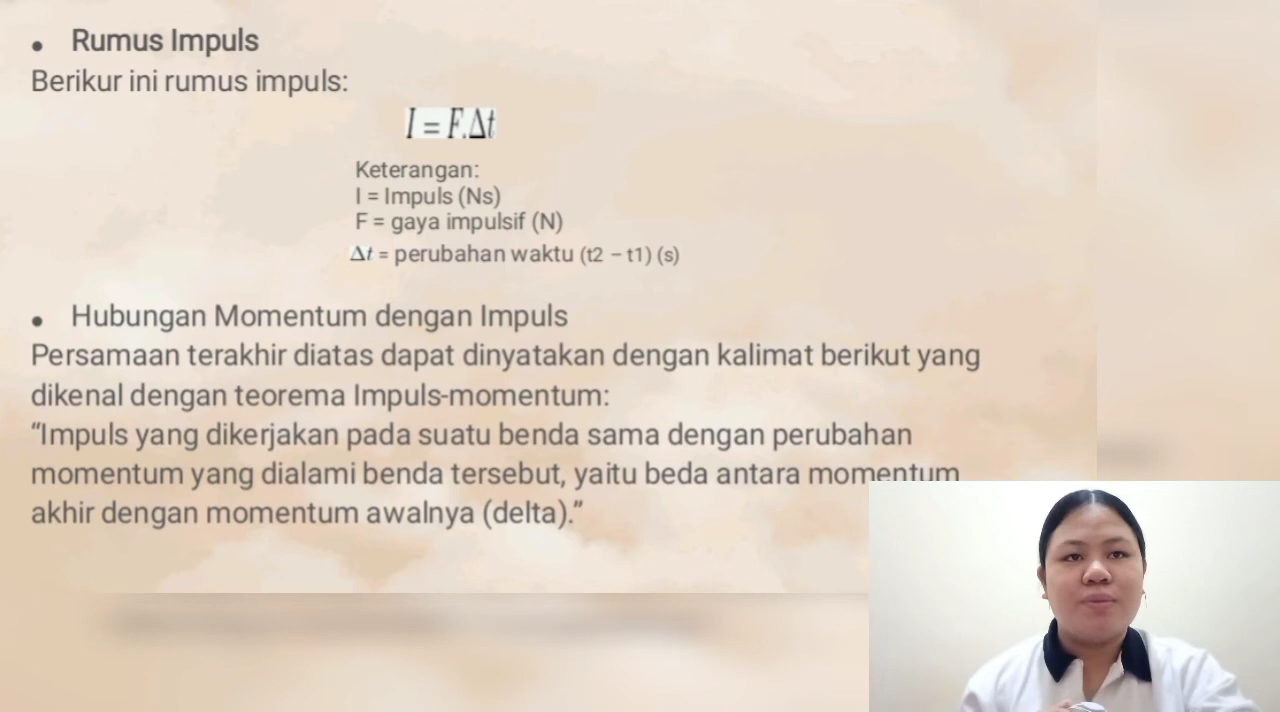 • Rumus Impuls
Berikur ini rumus impuls:
I = F.Δt
Keterangan:
I = Impuls (Ns)
F = gaya impulsif (N)
Δt = perubahan waktu (t2 – t1) (s)
• Hubungan Momentum dengan Impuls
Persamaan terakhir diatas dapat dinyatakan dengan kalimat berikut yang
dikenal dengan teorema Impuls-momentum:
“Impuls yang dikerjakan pada suatu benda sama dengan perubahan
momentum yang dialami benda tersebut, yaitu beda antara momentum
akhir dengan momentum awalnya (delta).”